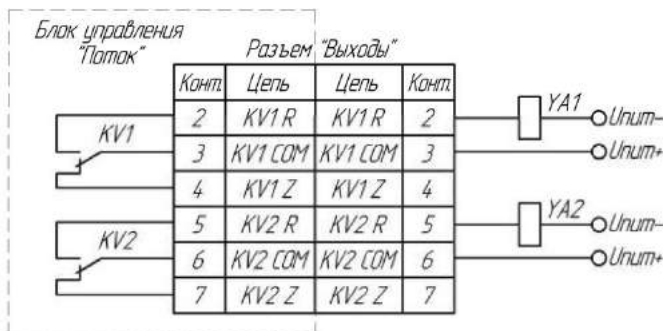 Блок управления
"Поток"
Разъем "Выходы"
Конт. Цепь Цепь Конт.
2 KV1 R KV1 R 2
3 KV1 COM KV1 COM 3
4 KV1 Z KV1 Z 4
5 KV2 R KV2 R 5
6 KV2 COM KV2 COM 6
7 KV2 Z KV2 Z 7
KV1
KV2
YA1
Uпит-
Uпит+
YA2
Uпит-
Uпит+